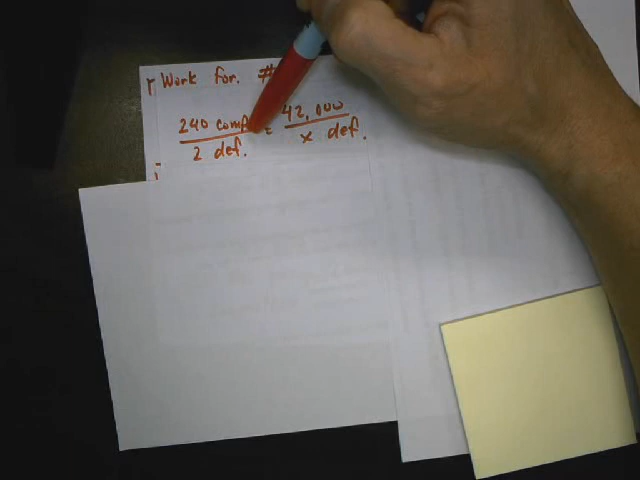 Work for. #
240 comp = 42,000
2 def. x def.